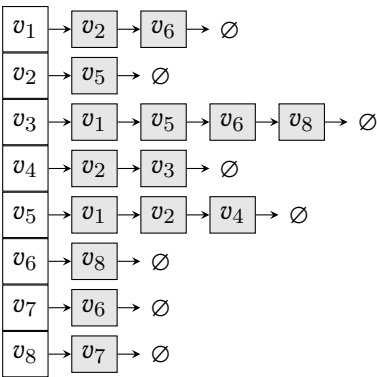 v1 v2 v6 ∅
v2 v5 ∅
v3 v1 v5 v6 v8 ∅
v4 v2 v3 ∅
v5 v1 v2 v4 ∅
v6 v8 ∅
v7 v6 ∅
v8 v7 ∅